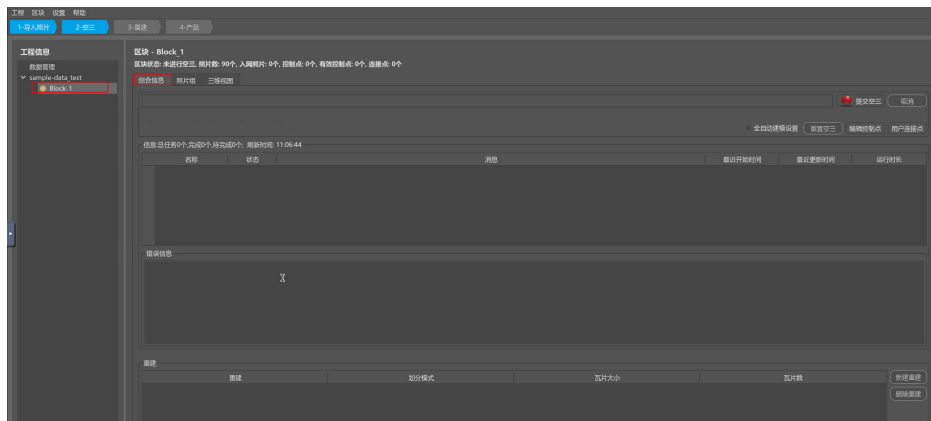 工程 区块 设置 帮助
1-导入照片 2-空三 3-重建 4-产品
工程信息
数据管理
sample-data_test
Block_1
区块 - Block_1
区块状态: 未进行空三, 照片数: 90个, 入网照片: 0个, 控制点: 0个, 有效控制点: 0个, 连接点: 0个
综合信息 照片组 三维视图
提交空三 取消
全自动建模设置 重置空三 编辑控制点 用户连接点
信息:总任务0个,完成0个,待完成0个; 刷新时间: 11:06:44
名称 状态 消息 最近开始时间 最近更新时间 运行时长
错误信息
重建
重建 划分模式 瓦片大小 瓦片数
新建重建
删除重建